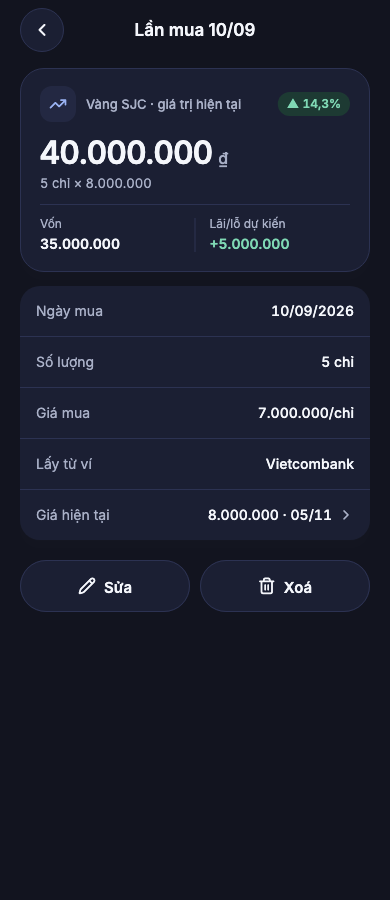 Lần mua 10/09
Vàng SJC · giá trị hiện tại
▲ 14,3%
40.000.000 ₫
5 chỉ × 8.000.000
Vốn
35.000.000
Lãi/lỗ dự kiến
+5.000.000
Ngày mua
10/09/2026
Số lượng
5 chỉ
Giá mua
7.000.000/chỉ
Lấy từ ví
Vietcombank
Giá hiện tại
8.000.000 · 05/11
Sửa
Xoá